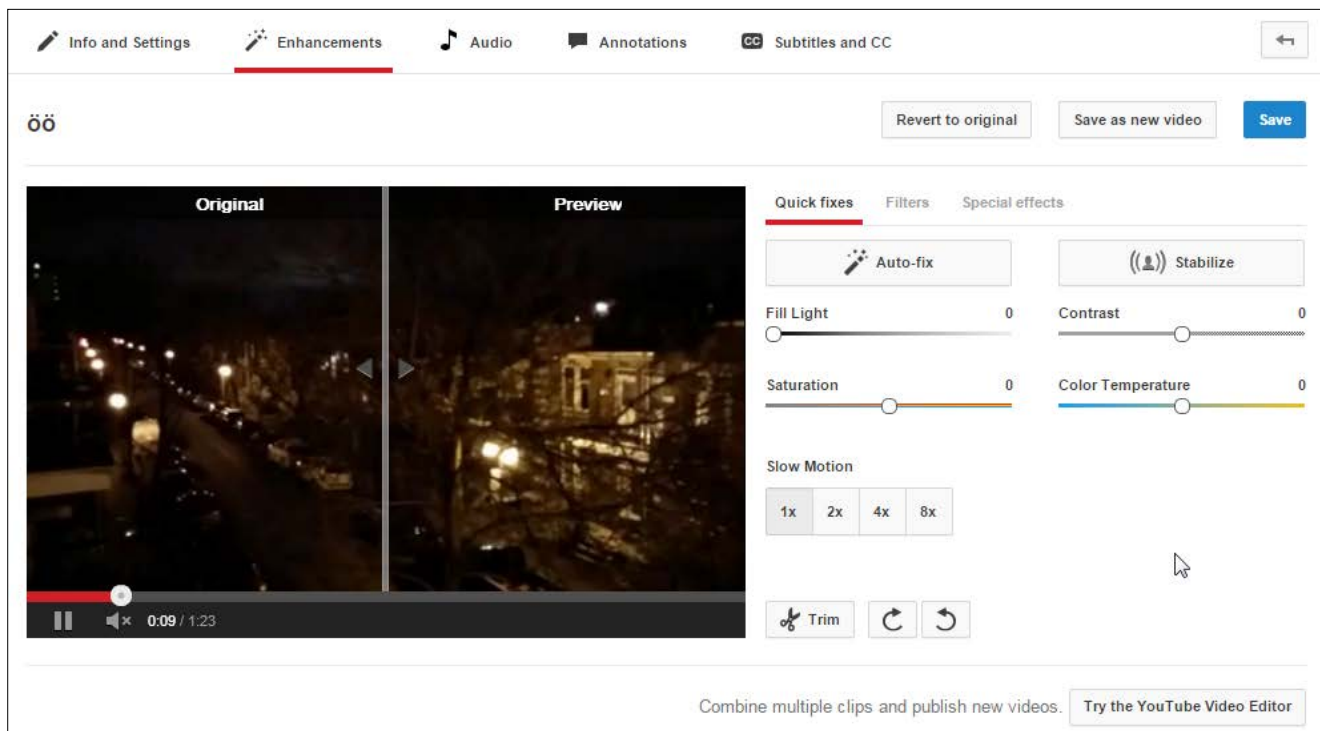 Info and Settings Enhancements Audio Annotations CC Subtitles and CC
öö
Revert to original Save as new video Save
Original Preview
Quick fixes Filters Special effects
Auto-fix Stabilize
Fill Light 0 Contrast 0
Saturation 0 Color Temperature 0
Slow Motion
1x 2x 4x 8x
0:09 / 1:23
Trim
Combine multiple clips and publish new videos. Try the YouTube Video Editor